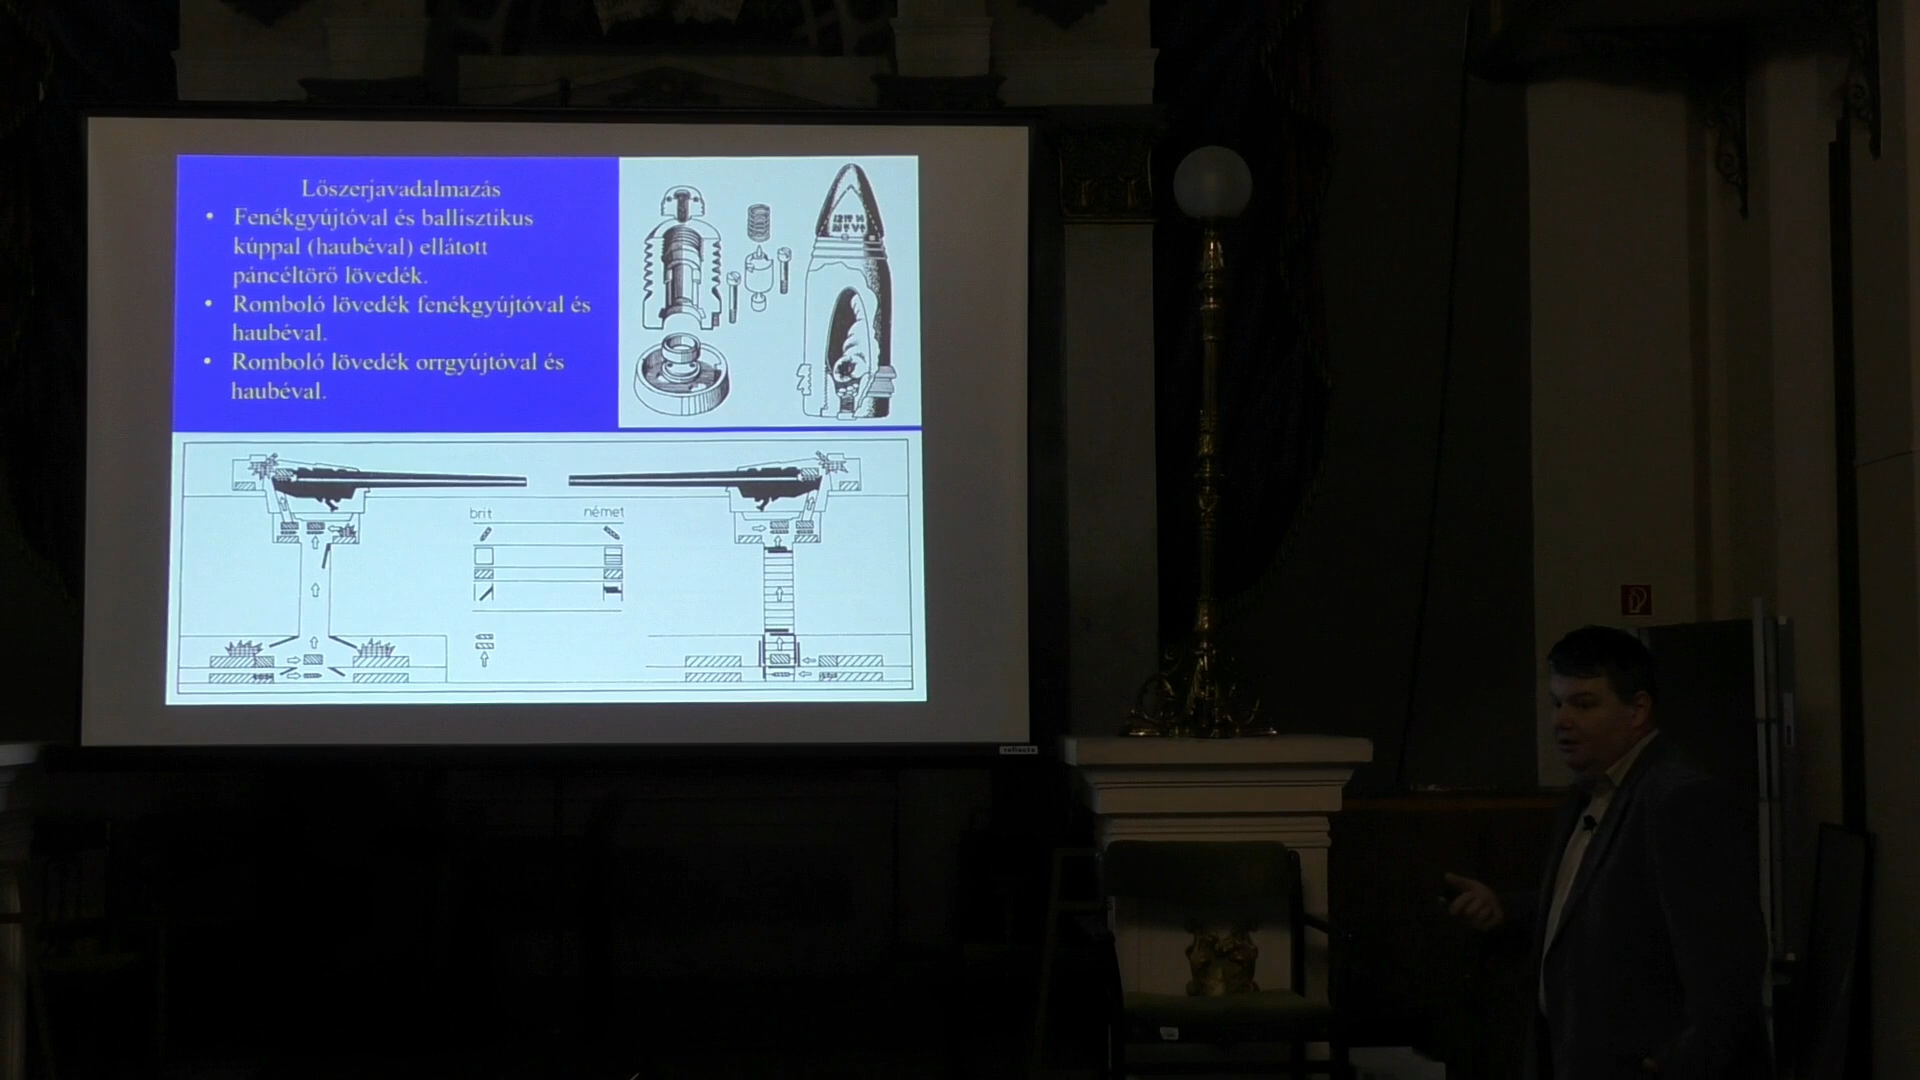 Lőszerjavadalmazás
• Fenékgyújtóval és ballisztikus
kúppal (haubéval) ellátott
páncéltörő lövedék.
• Romboló lövedék fenékgyújtóval és
haubéval.
• Romboló lövedék orrgyújtóval és
haubéval.
brit
német
reflecta